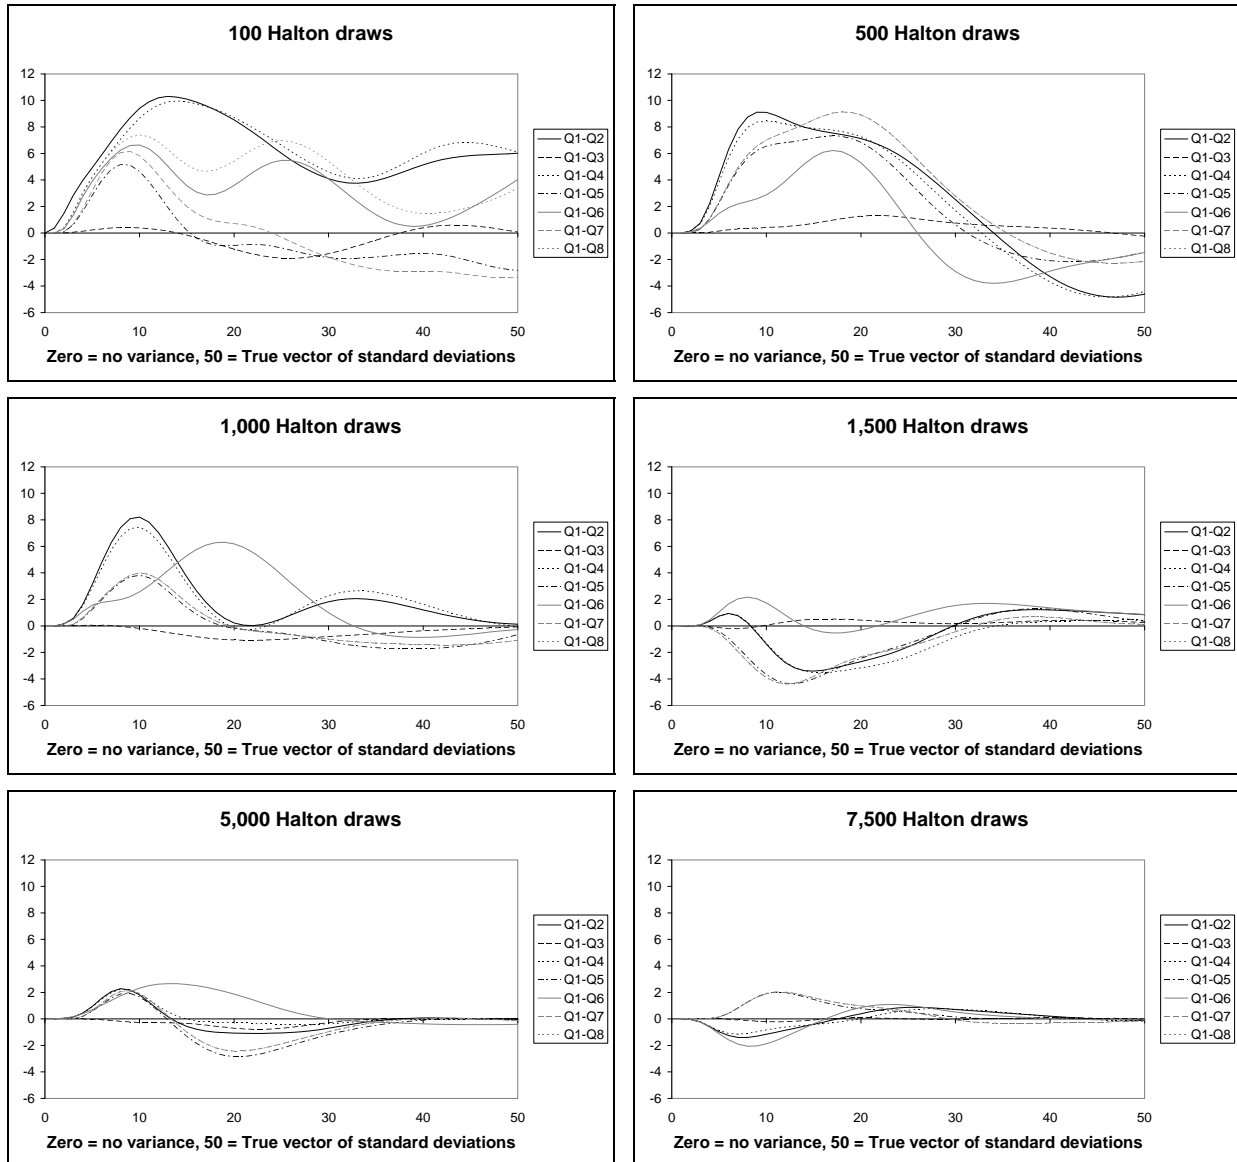 100 Halton draws
12
10
8
6
4
2
0
-2
-4
-6
0 10 20 30 40 50
Zero = no variance, 50 = True vector of standard deviations
Q1-Q2
Q1-Q3
Q1-Q4
Q1-Q5
Q1-Q6
Q1-Q7
Q1-Q8
500 Halton draws
12
10
8
6
4
2
0
-2
-4
-6
0 10 20 30 40 50
Zero = no variance, 50 = True vector of standard deviations
Q1-Q2
Q1-Q3
Q1-Q4
Q1-Q5
Q1-Q6
Q1-Q7
Q1-Q8
1,000 Halton draws
12
10
8
6
4
2
0
-2
-4
-6
0 10 20 30 40 50
Zero = no variance, 50 = True vector of standard deviations
Q1-Q2
Q1-Q3
Q1-Q4
Q1-Q5
Q1-Q6
Q1-Q7
Q1-Q8
1,500 Halton draws
12
10
8
6
4
2
0
-2
-4
-6
0 10 20 30 40 50
Zero = no variance, 50 = True vector of standard deviations
Q1-Q2
Q1-Q3
Q1-Q4
Q1-Q5
Q1-Q6
Q1-Q7
Q1-Q8
5,000 Halton draws
12
10
8
6
4
2
0
-2
-4
-6
0 10 20 30 40 50
Zero = no variance, 50 = True vector of standard deviations
Q1-Q2
Q1-Q3
Q1-Q4
Q1-Q5
Q1-Q6
Q1-Q7
Q1-Q8
7,500 Halton draws
12
10
8
6
4
2
0
-2
-4
-6
0 10 20 30 40 50
Zero = no variance, 50 = True vector of standard deviations
Q1-Q2
Q1-Q3
Q1-Q4
Q1-Q5
Q1-Q6
Q1-Q7
Q1-Q8